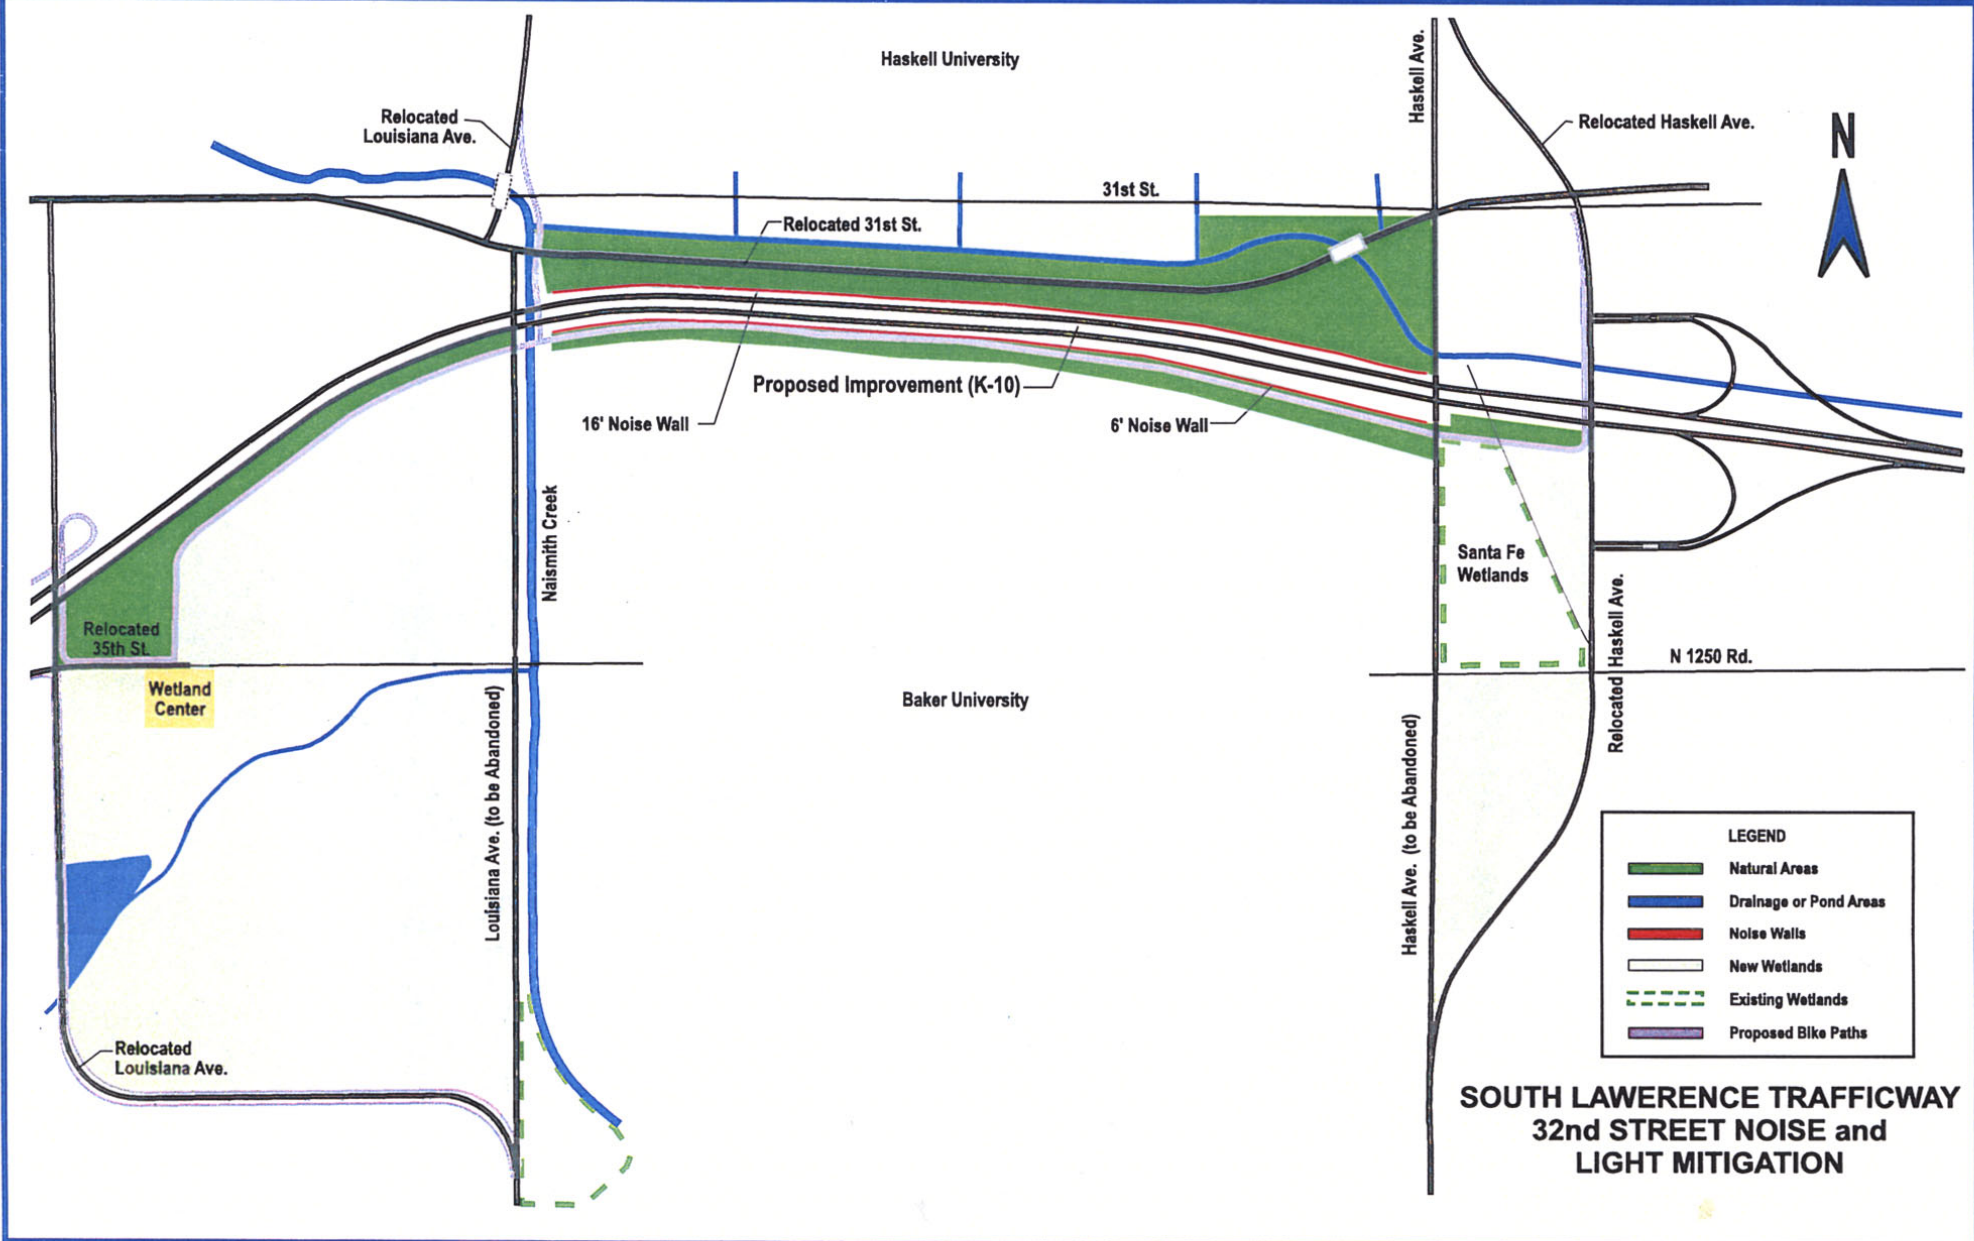 Haskell University
Haskell Ave.
Relocated
Louisiana Ave.
Relocated Haskell Ave.
N
31st St.
Relocated 31st St.
Proposed Improvement (K-10)
16' Noise Wall
6' Noise Wall
Naismith Creek
Santa Fe
Wetlands
Relocated Haskell Ave.
Relocated
35th St.
N 1250 Rd.
Wetland
Center
Baker University
Louisiana Ave. (to be Abandoned)
Haskell Ave. (to be Abandoned)
LEGEND
Natural Areas
Drainage or Pond Areas
Noise Walls
New Wetlands
Existing Wetlands
Proposed Bike Paths
Relocated
Louisiana Ave.
SOUTH LAWERENCE TRAFFICWAY
32nd STREET NOISE and
LIGHT MITIGATION